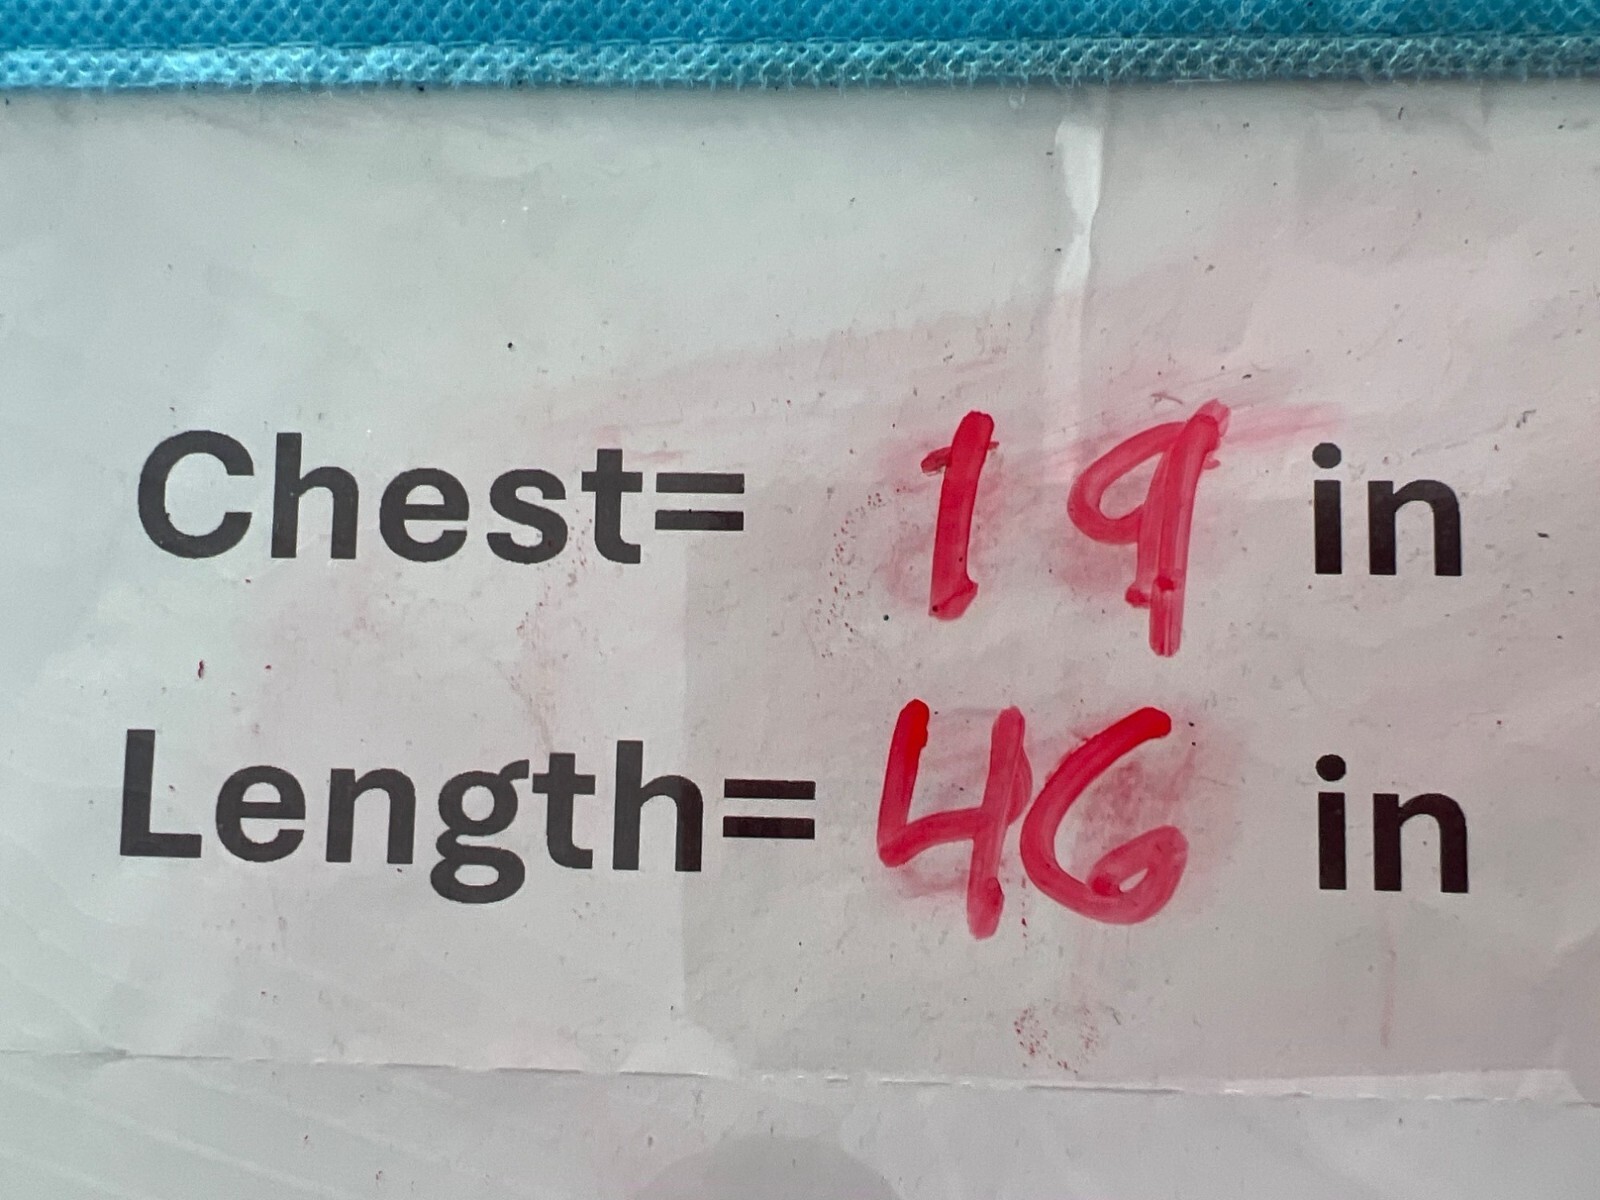 Chest= 19 in
Length= 46 in